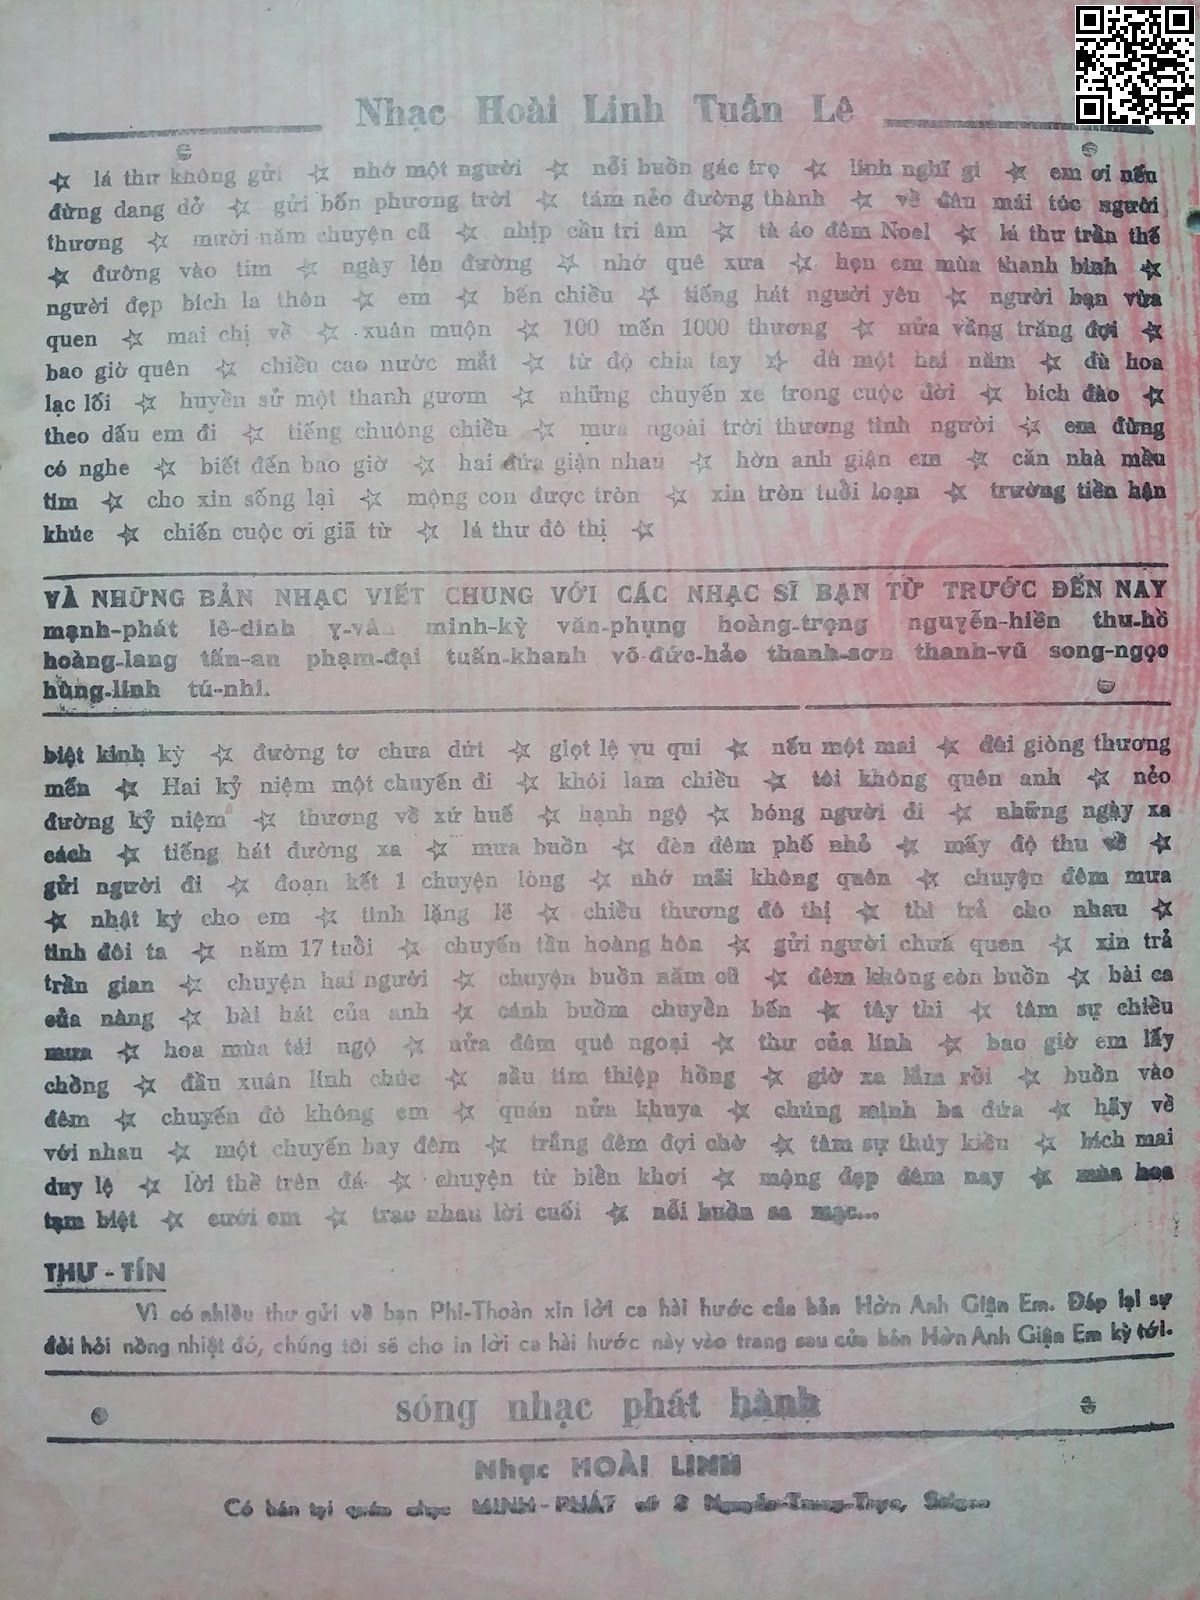 Nhạc Hoài Linh Tuấn Lê
☆ lá thư không gửi ☆ nhớ một người ☆ nỗi buồn gác trọ ☆ lính nghĩ gì ☆ em ơi nếu
đừng dang dở ☆ gửi bốn phương trời ☆ tám nẻo đường thành ☆ về đâu mái tóc người
thương ☆ mười năm chuyện cũ ☆ nhịp cầu tri âm ☆ tà áo đêm Noel ☆ lá thư trần thế
☆ đường vào tim ☆ ngày lên đường ☆ nhớ quê xưa ☆ hẹn em mùa thanh bình ☆
người đẹp bích la thôn ☆ em ☆ bến chiều ☆ tiếng hát người yêu ☆ người bạn vừa
quen ☆ mai chị về ☆ xuân muộn ☆ 100 mến 1000 thương ☆ nửa vầng trăng đợi ☆
bao giờ quên ☆ chiều cao nước mắt ☆ từ độ chia tay ☆ dù một hai năm ☆ dù hoa
lạc lối ☆ huyền sử một thanh gươm ☆ những chuyến xe trong cuộc đời ☆ bích đào ☆
theo dấu em đi ☆ tiếng chuông chiều ☆ mưa ngoài trời thương tình người ☆ em đừng
có nghe ☆ biết đến bao giờ ☆ hai đứa giận nhau ☆ hờn anh giận em ☆ căn nhà mầu
tím ☆ cho xin sống lại ☆ mộng con được tròn ☆ xin tròn tuổi loạn ☆ trường tiền hận
khúc ☆ chiến cuộc ơi giã từ ☆ lá thư đô thị ☆
VÀ NHỮNG BẢN NHẠC VIẾT CHUNG VỚI CÁC NHẠC SĨ BẠN TỪ TRƯỚC ĐẾN NAY
mạnh-phát lê-dinh y-vân minh-kỳ văn-phụng hoàng-trọng nguyễn-hiền thu-hồ
hoàng-lang tấn-an phạm-đại tuấn-khanh võ-đức-hảo thanh-sơn thanh-vũ song-ngọc
hùng-linh tú-nhi.
biệt kinh kỳ ☆ đường tơ chưa dứt ☆ giọt lệ vu qui ☆ nếu một mai ☆ đôi giòng thương
mến ☆ Hai kỷ niệm một chuyến đi ☆ khói lam chiều ☆ tôi không quên anh ☆ nẻo
đường kỷ niệm ☆ thương về xứ huế ☆ hạnh ngộ ☆ bóng người đi ☆ những ngày xa
cách ☆ tiếng hát đường xa ☆ mưa buồn ☆ đèn đêm phố nhỏ ☆ mấy độ thu về ☆
gửi người đi ☆ đoạn kết 1 chuyện lòng ☆ nhớ mãi không quên ☆ chuyện đêm mưa
☆ nhật ký cho em ☆ tình lặng lẽ ☆ chiều thương đô thị ☆ thì trả cho nhau ☆
tình đôi ta ☆ năm 17 tuổi ☆ chuyến tầu hoàng hôn ☆ gửi người chưa quen ☆ xin trả
trần gian ☆ chuyện hai người ☆ chuyện buồn năm cũ ☆ đêm không còn buồn ☆ bài ca
của nàng ☆ bài hát của anh ☆ cánh buồm chuyển bến ☆ tây thi ☆ tâm sự chiều
mưa ☆ hoa mùa tái ngộ ☆ nửa đêm quê ngoại ☆ thư của lính ☆ bao giờ em lấy
chồng ☆ đầu xuân lính chúc ☆ sầu tím thiệp hồng ☆ giờ xa lắm rồi ☆ buồn vào
đêm ☆ chuyến đò không em ☆ quán nửa khuya ☆ chúng mình ba đứa ☆ hãy về
với nhau ☆ một chuyến bay đêm ☆ trắng đêm đợi chờ ☆ tâm sự thúy kiều ☆ bích mai
duy lệ ☆ lời thề trên đá ☆ chuyện từ biển khơi ☆ mộng đẹp đêm nay ☆ mùa hoa
tạm biệt ☆ cưới em ☆ trao nhau lời cuối ☆ nỗi buồn sa mạc...
THƯ - TÍN
Vì có nhiều thư gửi về bạn Phi-Thoàn xin lời ca hài hước của bản Hờn Anh Giận Em. Đáp lại sự
đòi hỏi nồng nhiệt đó, chúng tôi sẽ cho in lời ca hài hước này vào trang sau của bản Hờn Anh Giận Em kỳ tới.
sóng nhạc phát hành
Nhạc HOÀI LINH
Có bán tại quán nhạc MINH-PHÁT số 2 Nguyễn-Trung-Trực, Saigon